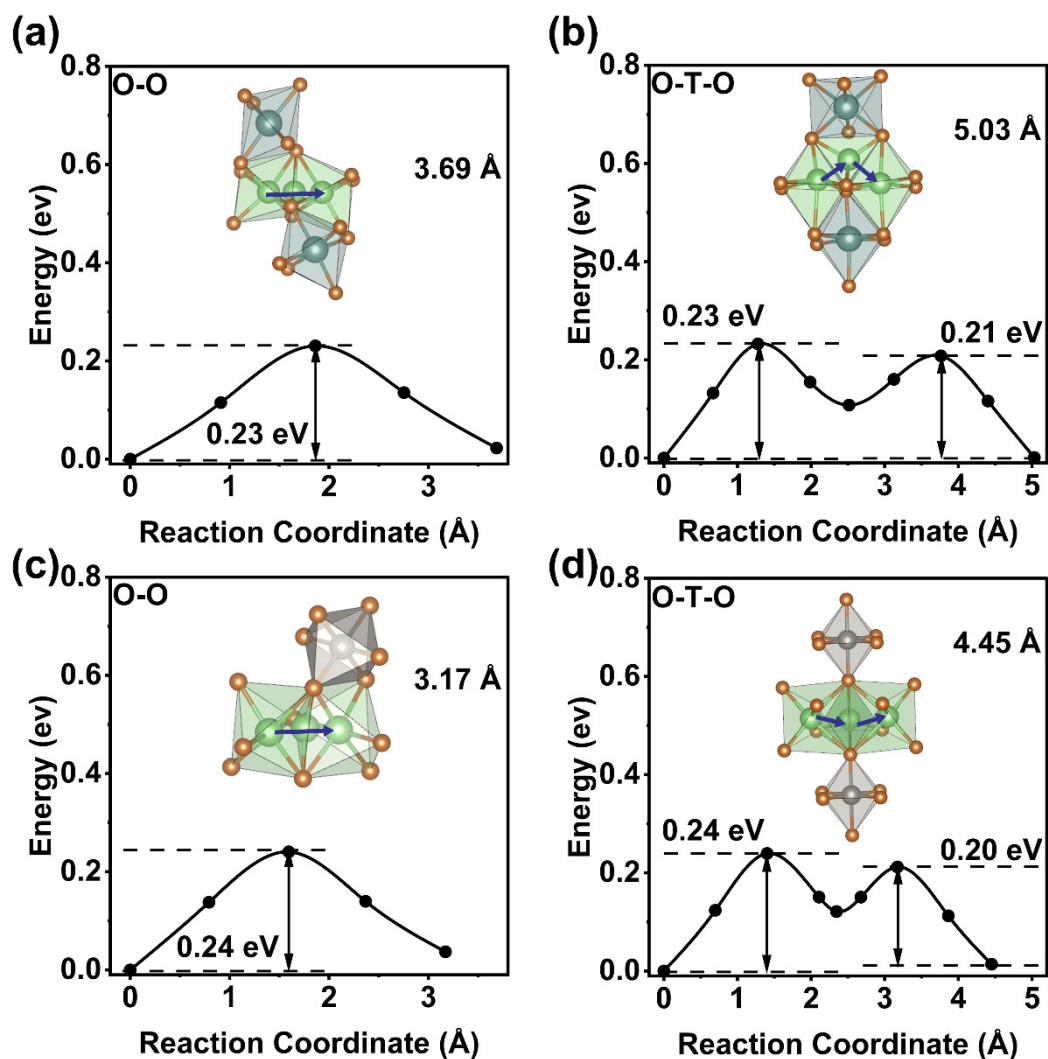 (a)
O-O
3.69 Å
0.8
0.6
0.4
0.2
0.0
Energy (ev)
0.23 eV
0 1 2 3
Reaction Coordinate (Å)
(b)
O-T-O
5.03 Å
0.8
0.6
0.4
0.2
0.0
Energy (ev)
0.23 eV
0.21 eV
0 1 2 3 4 5
Reaction Coordinate (Å)
(c)
O-O
3.17 Å
0.8
0.6
0.4
0.2
0.0
Energy (ev)
0.24 eV
0 1 2 3
Reaction Coordinate (Å)
(d)
O-T-O
4.45 Å
0.8
0.6
0.4
0.2
0.0
Energy (ev)
0.24 eV
0.20 eV
0 1 2 3 4 5
Reaction Coordinate (Å)